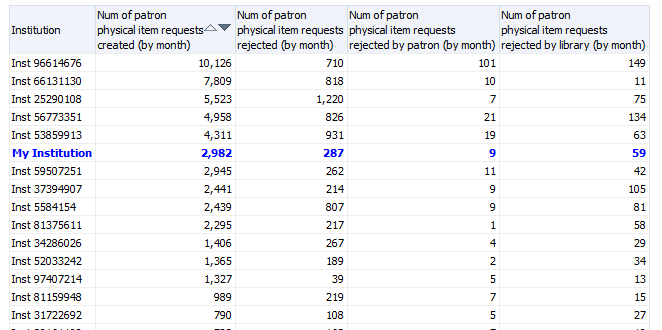 Institution
Num of patron physical item requests created (by month)
Num of patron physical item requests rejected (by month)
Num of patron physical item requests rejected by patron (by month)
Num of patron physical item requests rejected by library (by month)
Inst 96614676 10,126 710 101 149
Inst 66131130 7,809 818 10 11
Inst 25290108 5,523 1,220 7 75
Inst 56773351 4,958 826 21 134
Inst 53859913 4,311 931 19 63
My Institution 2,982 287 9 59
Inst 59507251 2,945 262 11 42
Inst 37394907 2,441 214 9 105
Inst 5584154 2,439 807 9 81
Inst 81375611 2,295 217 1 58
Inst 34286026 1,406 267 4 29
Inst 52033242 1,365 189 2 34
Inst 97407214 1,327 39 5 13
Inst 81159948 989 219 7 15
Inst 31722692 790 108 5 27